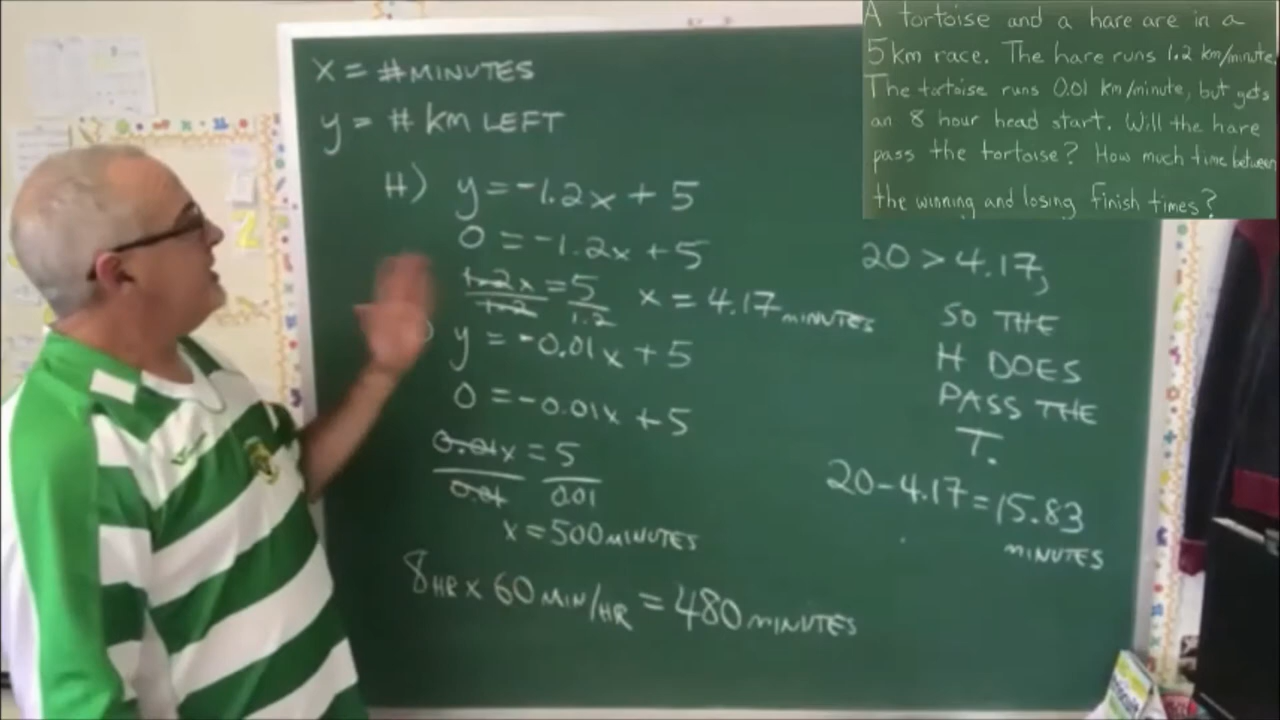 A tortoise and a hare are in a
5 km race. The hare runs 1.2 km/minute.
The tortoise runs 0.01 km/minute, but gets
an 8 hour head start. Will the hare
pass the tortoise? How much time between
the winning and losing finish times?
X = # MINUTES
y = # KM LEFT
H) y = -1.2x + 5
0 = -1.2x + 5
1.2x = 5 x = 4.17 MINUTES
1.2 1.2
) y = -0.01x + 5
0 = -0.01x + 5
0.01x = 5
0.01 0.01
x = 500 MINUTES
8 HR x 60 MIN/HR = 480 MINUTES
20 > 4.17,
SO THE
H DOES
PASS THE
T.
20 - 4.17 = 15.83
MINUTES